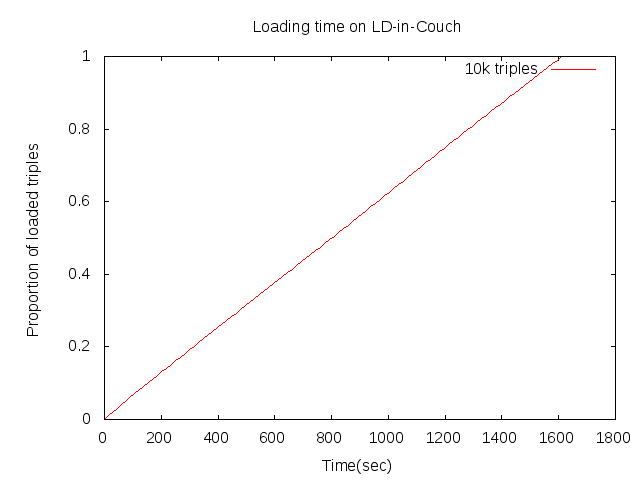 Loading time on LD-in-Couch
1
10k triples
0.8
0.6
0.4
0.2
0
Proportion of loaded triples
0 200 400 600 800 1000 1200 1400 1600 1800
Time(sec)